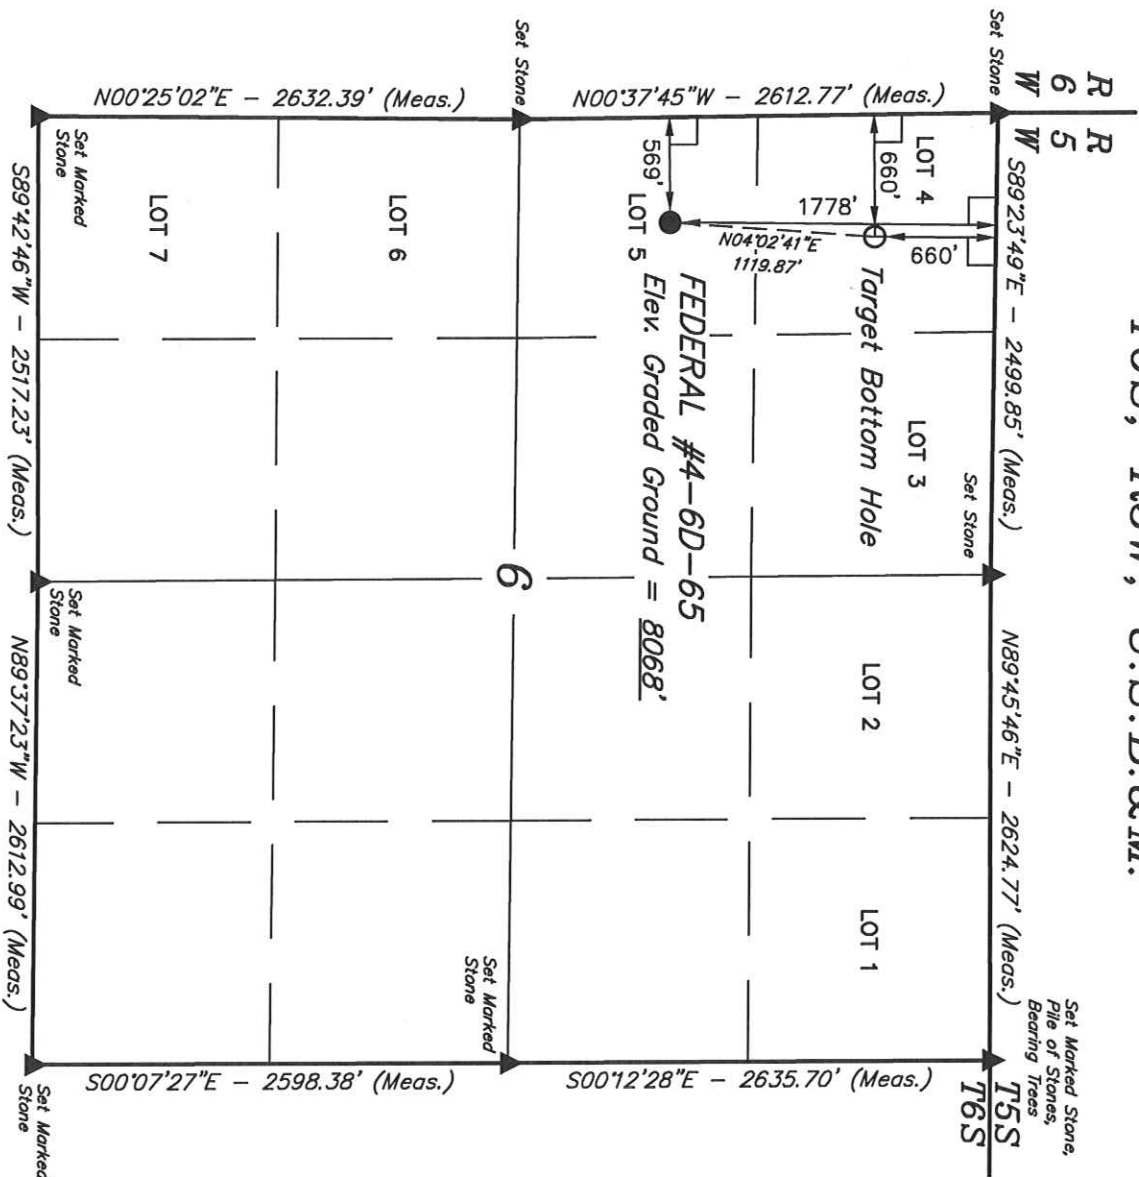 R R
6 5
W W
T5S
T6S
Set Stone
S89°23'49"E - 2499.85' (Meas.)
Set Stone
N89°45'46"E - 2624.77' (Meas.)
Set Marked Stone,
Pile of Stones,
Bearing Trees
N00°37'45"W - 2612.77' (Meas.)
LOT 4
660'
660'
1778'
Target Bottom Hole
LOT 3
LOT 2
LOT 1
N04°02'41"E
1119.87'
569'
LOT 5
FEDERAL #4-6D-65
Elev. Graded Ground = 8068'
S00°12'28"E - 2635.70' (Meas.)
Set Stone
6
Set Marked
Stone
N00°25'02"E - 2632.39' (Meas.)
LOT 6
LOT 7
S00°07'27"E - 2598.38' (Meas.)
Set Marked
Stone
S89°42'46"W - 2517.23' (Meas.)
Set Marked
Stone
N89°37'23"W - 2612.99' (Meas.)
Set Marked
Stone